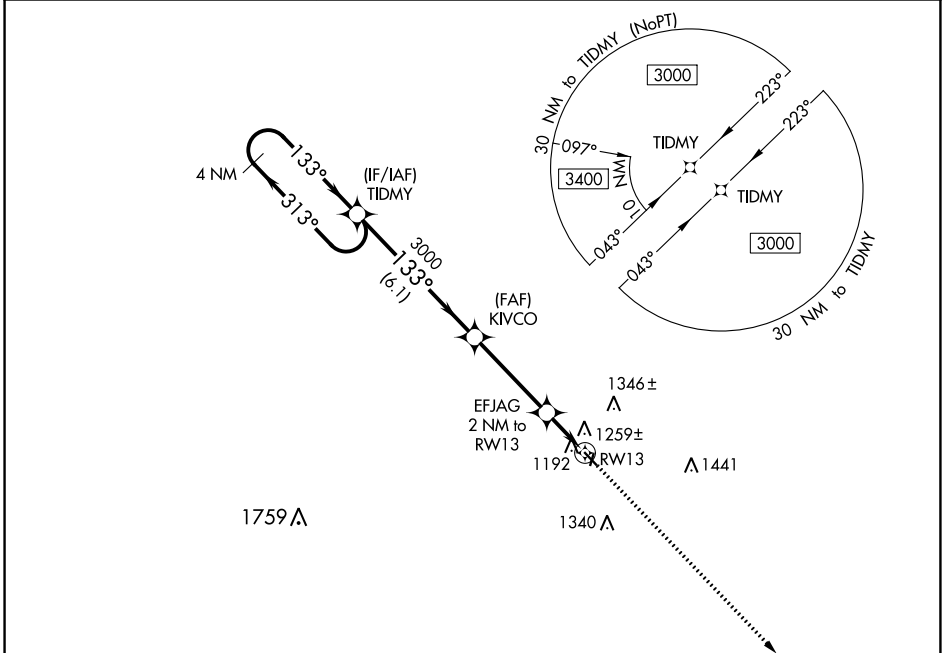 30 NM to TIDMY (NoPT)
3000
223°
223°
097°
TIDMY
3400
10 NM
TIDMY
043°
043°
3000
30 NM to TIDMY
4 NM
133°
313°
(IF/IAF)
TIDMY
3000
133°
(6.1)
(FAF)
KIVCO
EFJAG
2 NM to
RW13
1346±
1259±
1192
RW13
1441
1759
1340